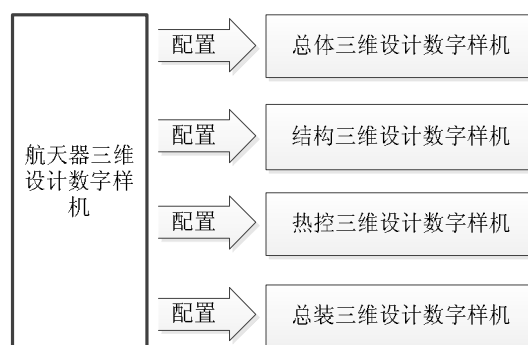 配置
总体三维设计数字样机
配置
结构三维设计数字样机
航天器三维
设计数字样
机
配置
热控三维设计数字样机
配置
总装三维设计数字样机